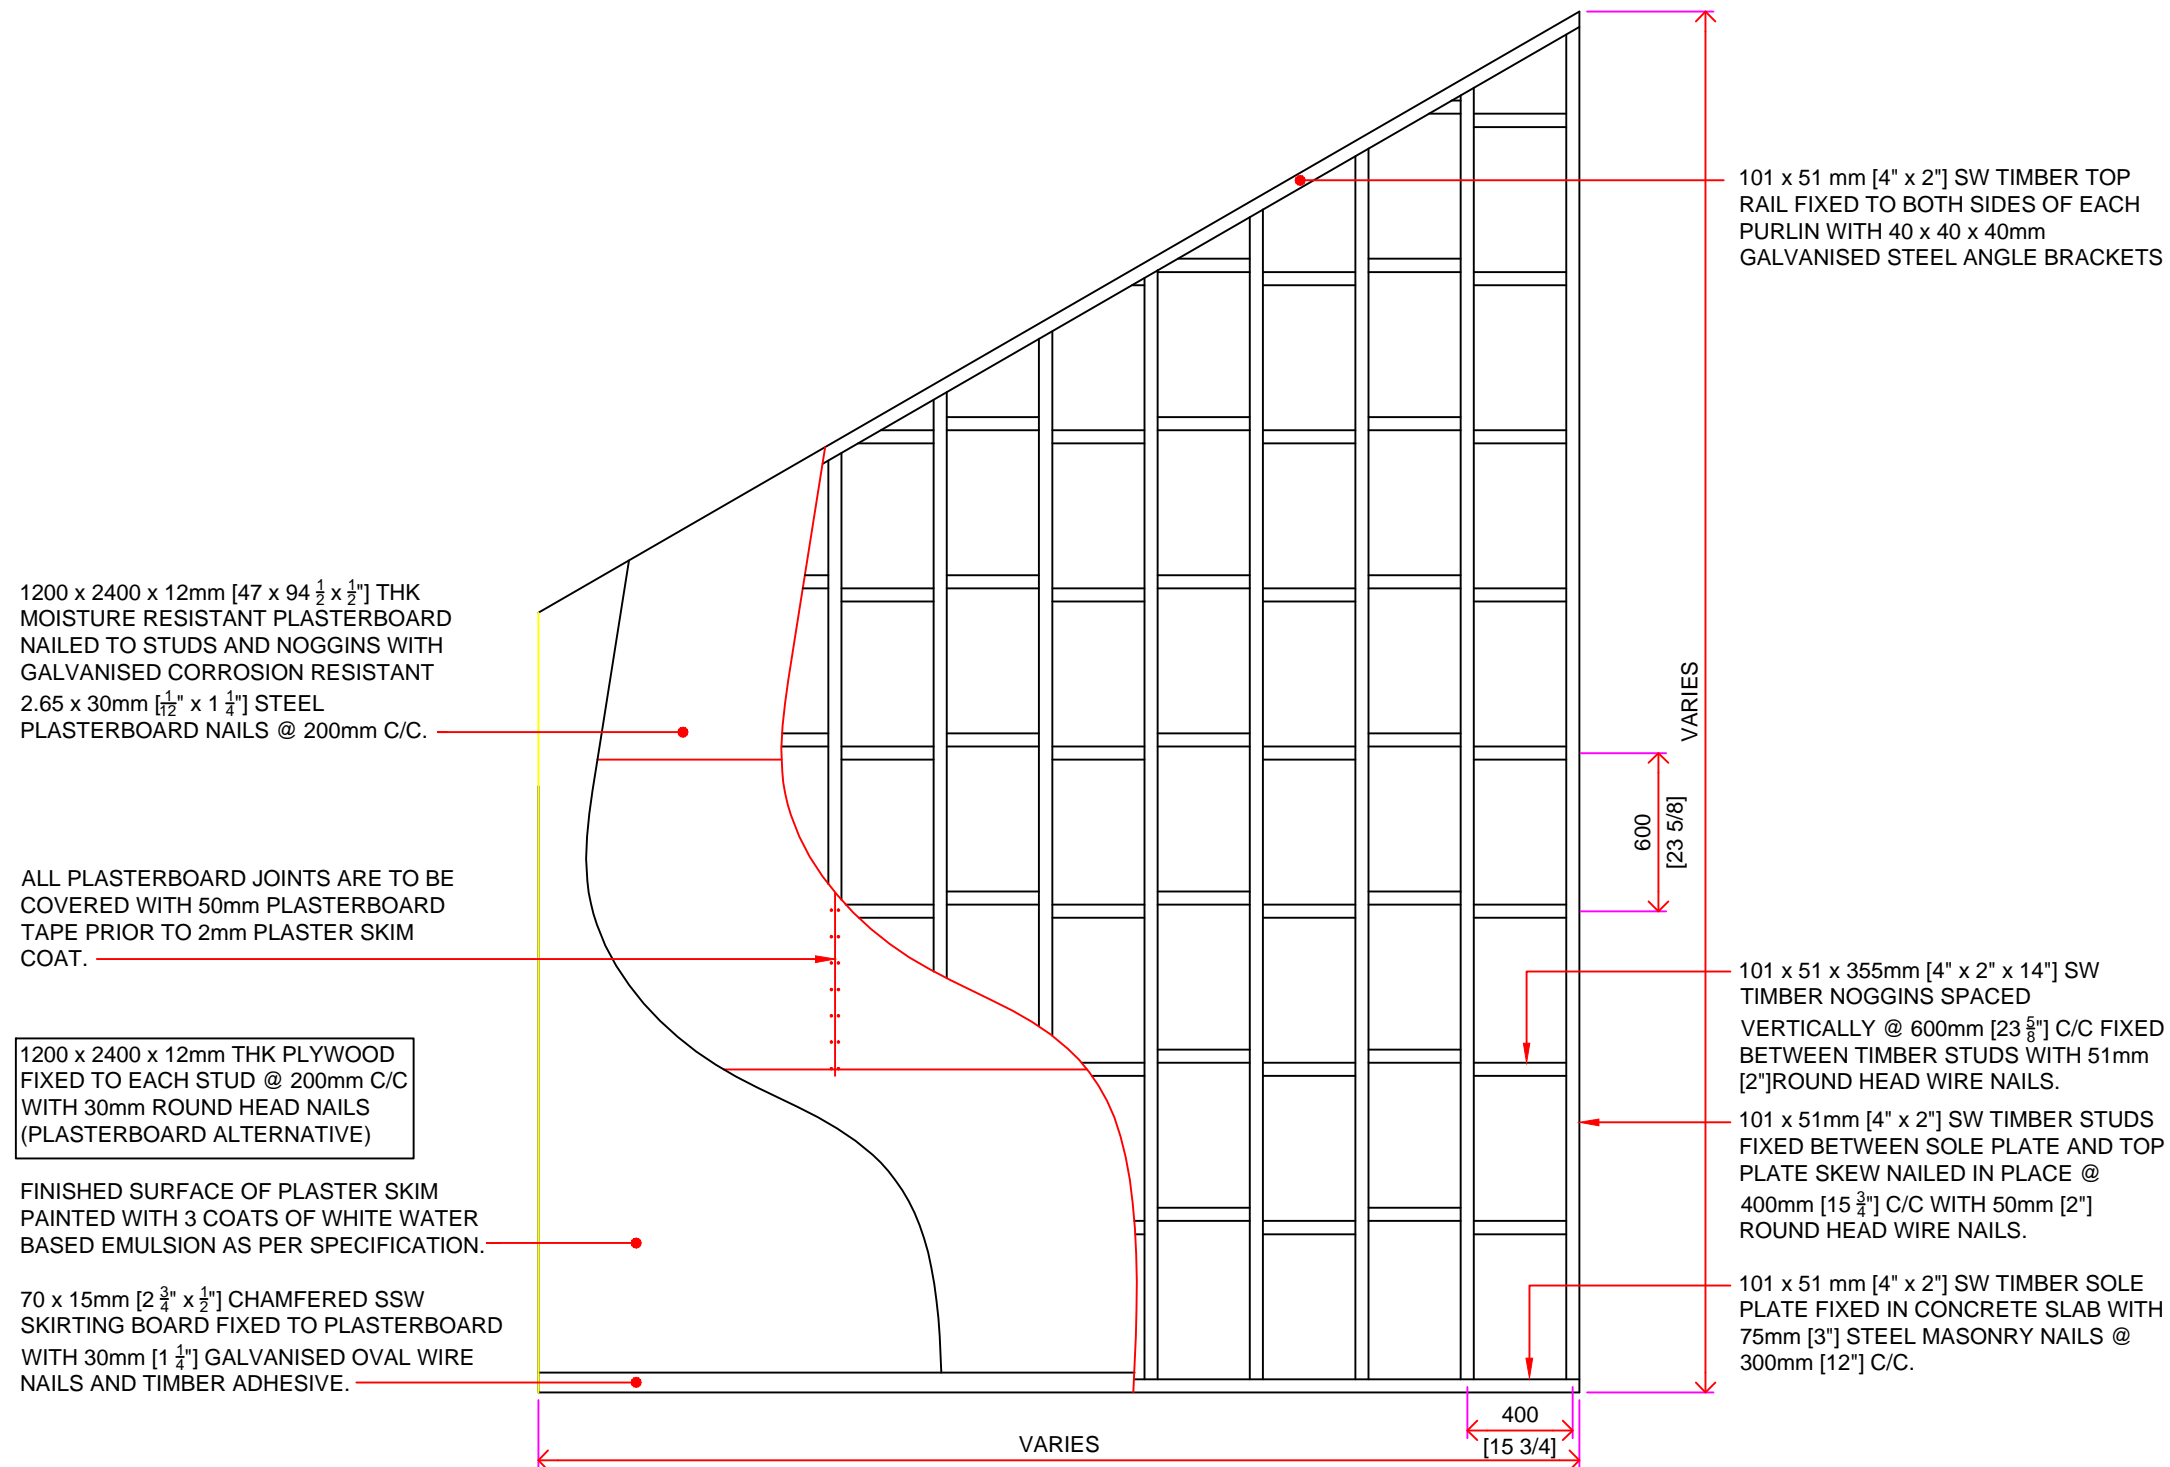 1200 x 2400 x 12mm [47 x 94 1/2 x 1/2"] THK
MOISTURE RESISTANT PLASTERBOARD
NAILED TO STUDS AND NOGGINS WITH
GALVANISED CORROSION RESISTANT
2.65 x 30mm [1/12" x 1 1/4"] STEEL
PLASTERBOARD NAILS @ 200mm C/C.
ALL PLASTERBOARD JOINTS ARE TO BE
COVERED WITH 50mm PLASTERBOARD
TAPE PRIOR TO 2mm PLASTER SKIM
COAT.
1200 x 2400 x 12mm THK PLYWOOD
FIXED TO EACH STUD @ 200mm C/C
WITH 30mm ROUND HEAD NAILS
(PLASTERBOARD ALTERNATIVE)
FINISHED SURFACE OF PLASTER SKIM
PAINTED WITH 3 COATS OF WHITE WATER
BASED EMULSION AS PER SPECIFICATION.
70 x 15mm [2 3/4" x 1/2"] CHAMFERED SSW
SKIRTING BOARD FIXED TO PLASTERBOARD
WITH 30mm [1 1/4"] GALVANISED OVAL WIRE
NAILS AND TIMBER ADHESIVE.
101 x 51 mm [4" x 2"] SW TIMBER TOP
RAIL FIXED TO BOTH SIDES OF EACH
PURLIN WITH 40 x 40 x 40mm
GALVANISED STEEL ANGLE BRACKETS
VARIES
600
[23 5/8]
101 x 51 x 355mm [4" x 2" x 14"] SW
TIMBER NOGGINS SPACED
VERTICALLY @ 600mm [23 5/8"] C/C FIXED
BETWEEN TIMBER STUDS WITH 51mm
[2"]ROUND HEAD WIRE NAILS.
101 x 51mm [4" x 2"] SW TIMBER STUDS
FIXED BETWEEN SOLE PLATE AND TOP
PLATE SKEW NAILED IN PLACE @
400mm [15 3/4"] C/C WITH 50mm [2"]
ROUND HEAD WIRE NAILS.
101 x 51 mm [4" x 2"] SW TIMBER SOLE
PLATE FIXED IN CONCRETE SLAB WITH
75mm [3"] STEEL MASONRY NAILS @
300mm [12"] C/C.
400
[15 3/4]
VARIES